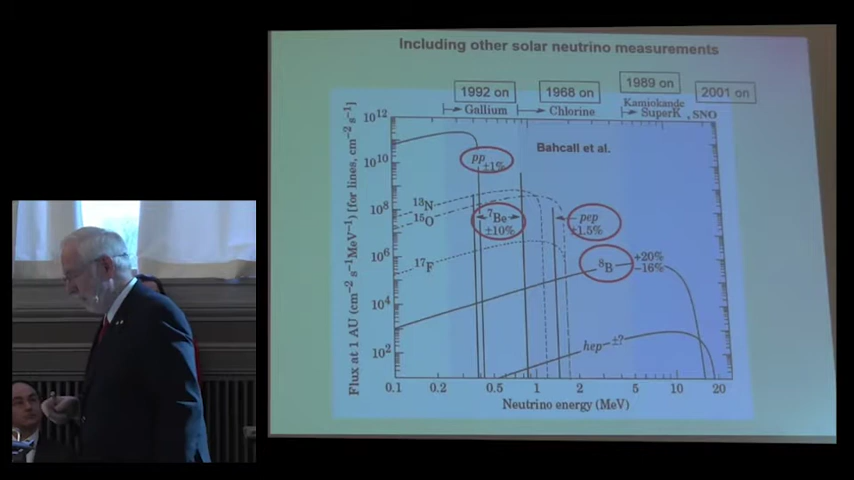 Including other solar neutrino measurements
1992 on
1968 on
1989 on
2001 on
Gallium
Chlorine
Kamiokande
SuperK , SNO
Bahcall et al.
Flux at 1 AU (cm⁻² s⁻¹MeV⁻¹) [for lines, cm⁻² s⁻¹]
10¹²
10¹⁰
10⁸
10⁶
10⁴
10²
pp
±1%
¹³N
¹⁵O
¹⁷F
⁷Be
±10%
pep
±1.5%
⁸B
+20%
−16%
hep ±?
0.1 0.2 0.5 1 2 5 10 20
Neutrino energy (MeV)